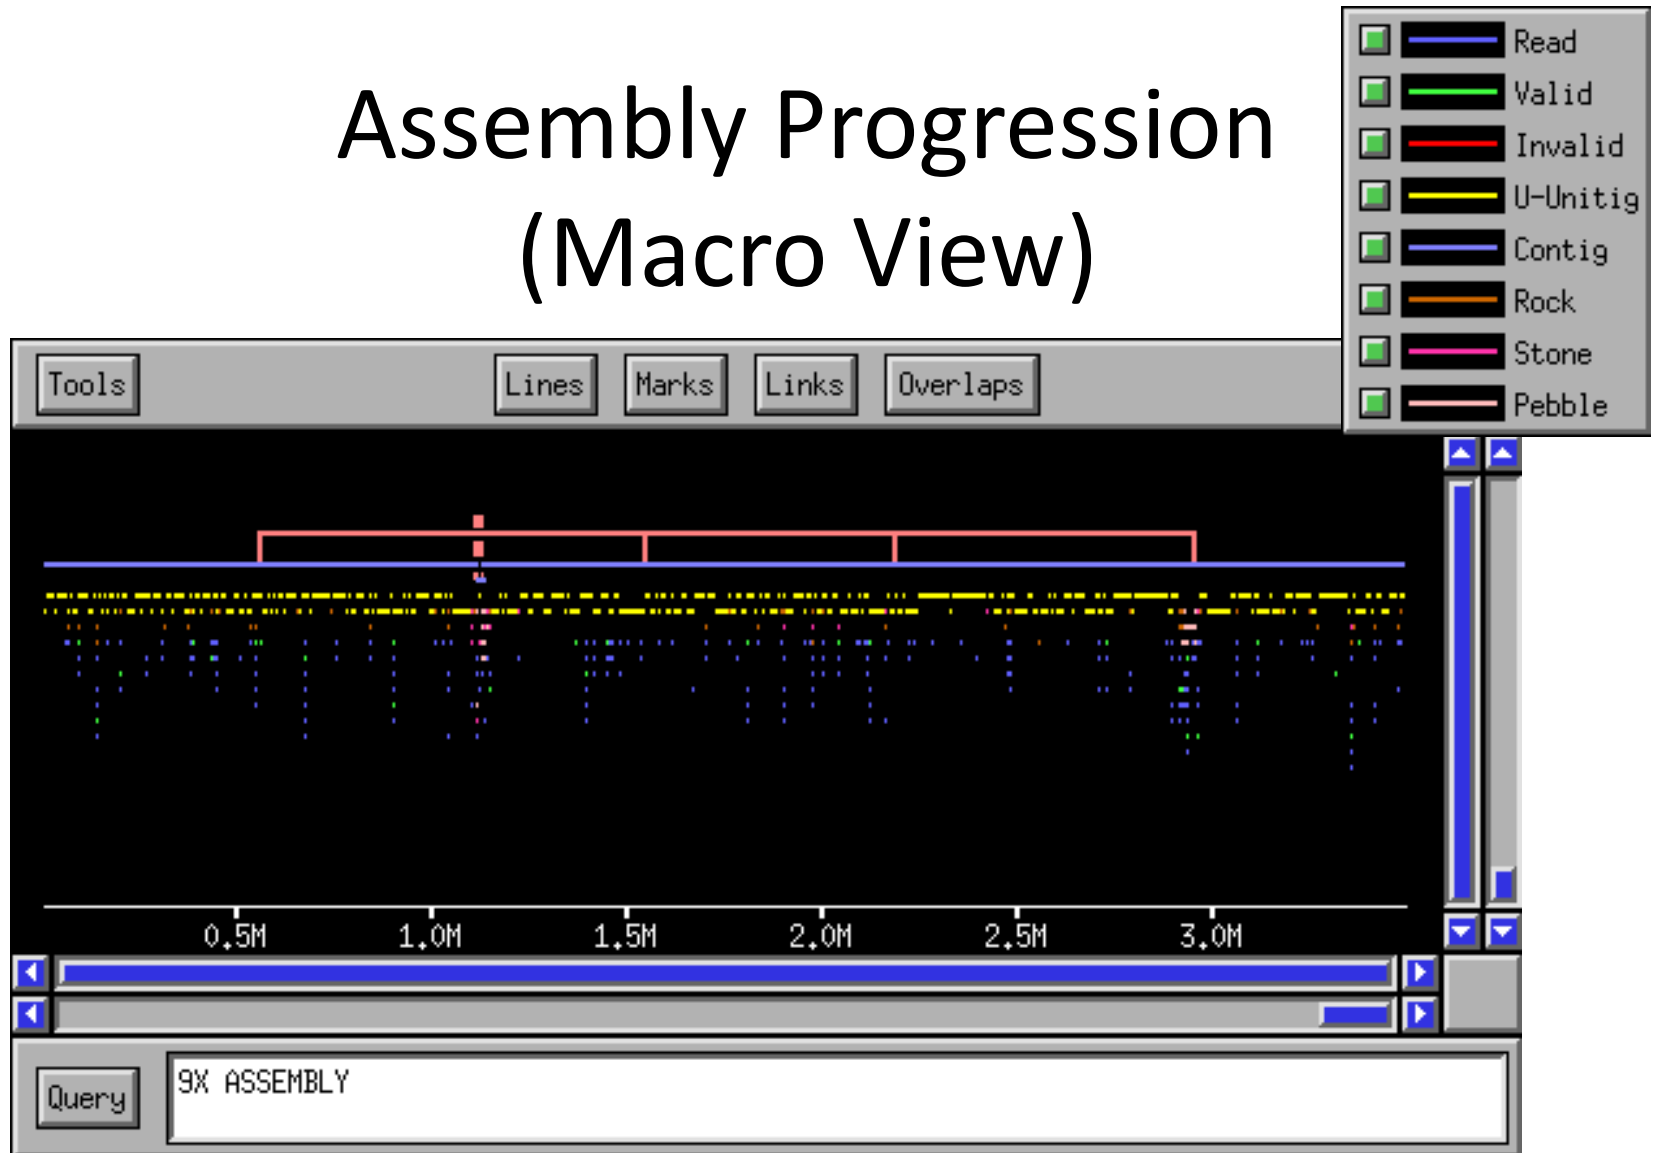 Assembly Progression
(Macro View)
Read
Valid
Invalid
U-Unitig
Contig
Rock
Stone
Pebble
Tools
Lines
Marks
Links
Overlaps
0.5M
1.0M
1.5M
2.0M
2.5M
3.0M
Query
9X ASSEMBLY